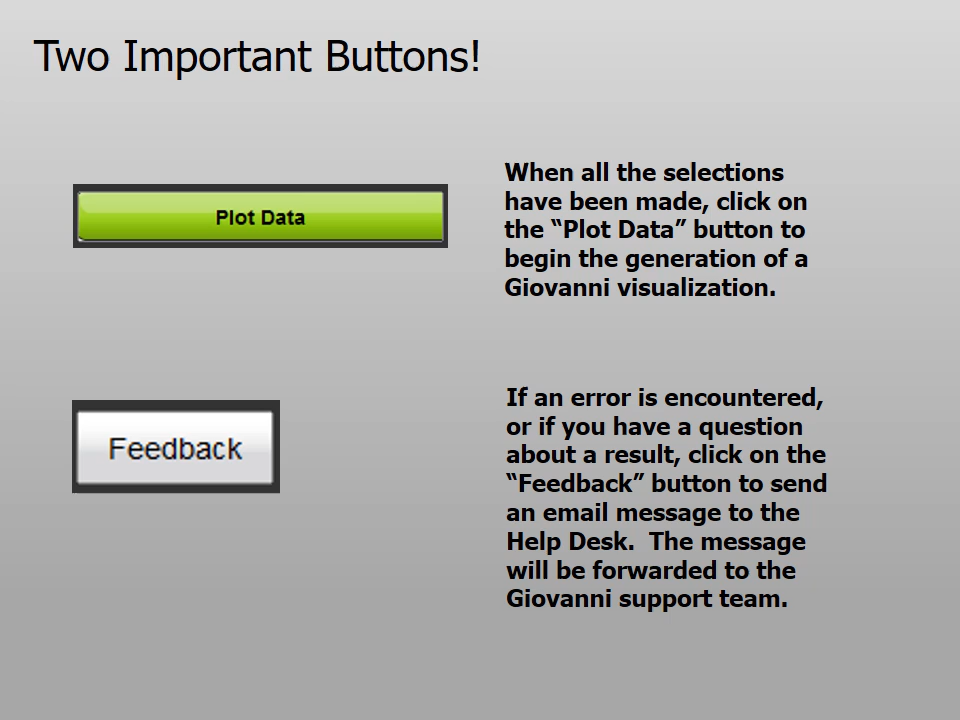 Two Important Buttons!
Plot Data
When all the selections
have been made, click on
the “Plot Data” button to
begin the generation of a
Giovanni visualization.
Feedback
If an error is encountered,
or if you have a question
about a result, click on the
“Feedback” button to send
an email message to the
Help Desk.  The message
will be forwarded to the
Giovanni support team.